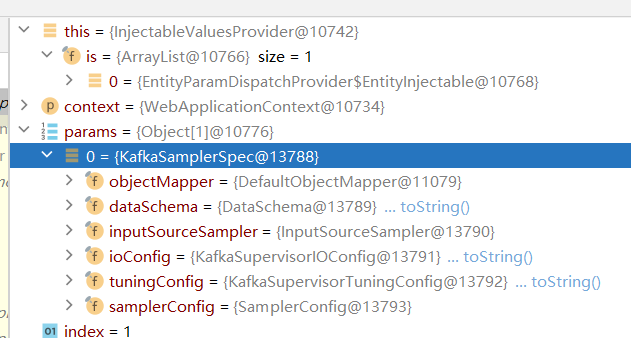 this = {InjectableValuesProvider@10742}
f is = {ArrayList@10766} size = 1
0 = {EntityParamDispatchProvider$EntityInjectable@10768}
p context = {WebApplicationContext@10734}
params = {Object[1]@10776}
0 = {KafkaSamplerSpec@13788}
f objectMapper = {DefaultObjectMapper@11079}
f dataSchema = {DataSchema@13789} ... toString()
f inputSourceSampler = {InputSourceSampler@13790}
f ioConfig = {KafkaSupervisorIOConfig@13791} ... toString()
f tuningConfig = {KafkaSupervisorTuningConfig@13792} ... toString()
f samplerConfig = {SamplerConfig@13793}
01 index = 1